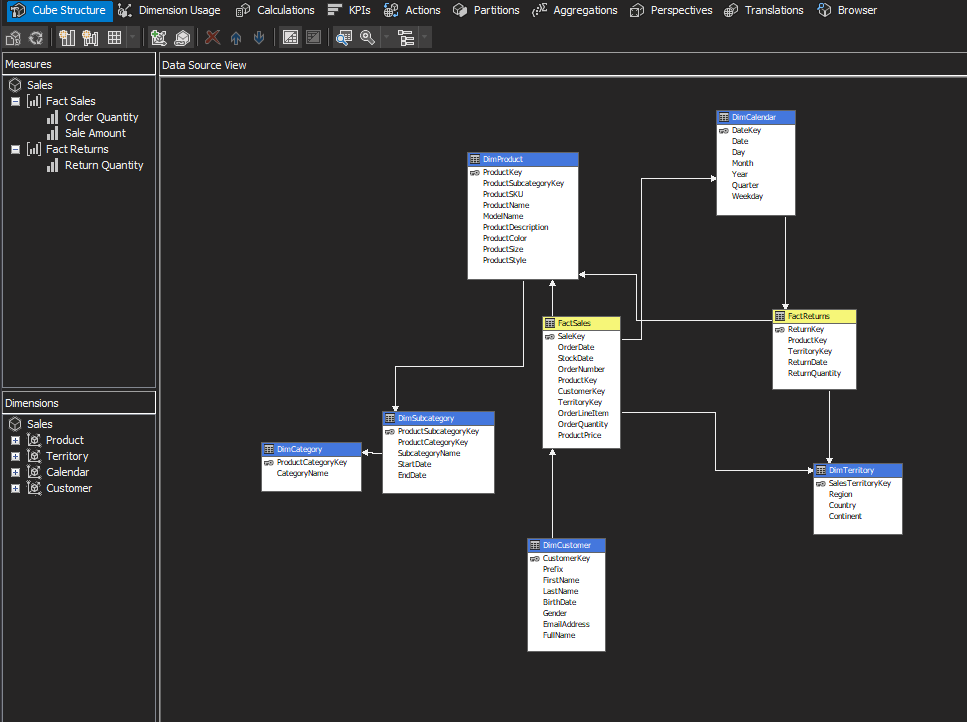 Cube Structure Dimension Usage Calculations KPIs Actions Partitions Aggregations Perspectives Translations Browser
Measures
Sales
Fact Sales
Order Quantity
Sale Amount
Fact Returns
Return Quantity
Dimensions
Sales
Product
Territory
Calendar
Customer
Data Source View
DimProduct
ProductKey
ProductSubcategoryKey
ProductSKU
ProductName
ModelName
ProductDescription
ProductColor
ProductSize
ProductStyle
DimCalendar
DateKey
Date
Day
Month
Year
Quarter
Weekday
FactSales
SaleKey
OrderDate
StockDate
OrderNumber
ProductKey
CustomerKey
TerritoryKey
OrderLineItem
OrderQuantity
ProductPrice
FactReturns
ReturnKey
ProductKey
TerritoryKey
ReturnDate
ReturnQuantity
DimCategory
ProductCategoryKey
CategoryName
DimSubcategory
ProductSubcategoryKey
ProductCategoryKey
SubcategoryName
StartDate
EndDate
DimTerritory
SalesTerritoryKey
Region
Country
Continent
DimCustomer
CustomerKey
Prefix
FirstName
LastName
BirthDate
Gender
EmailAddress
FullName